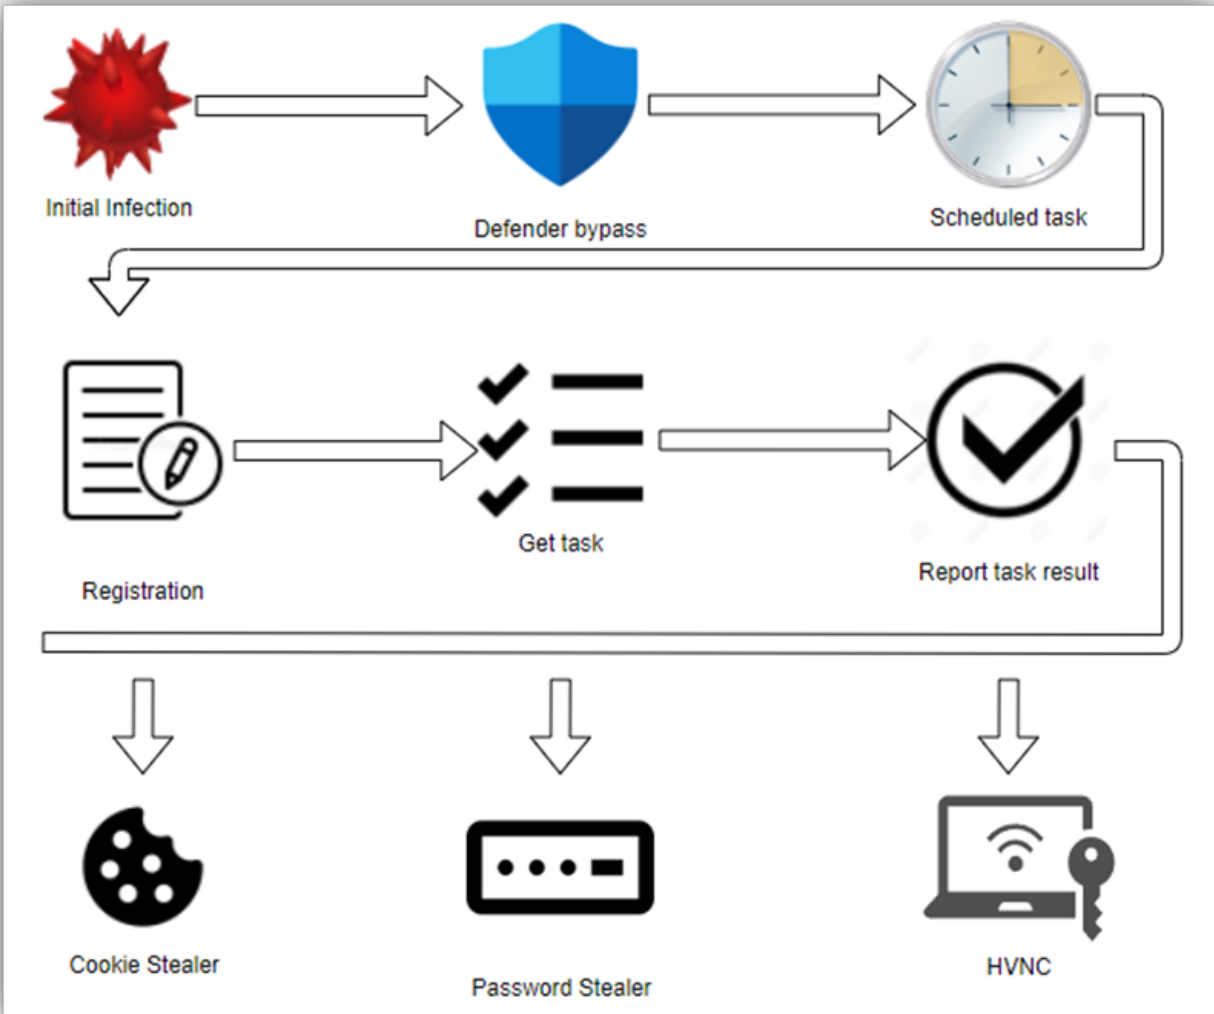 Initial Infection
Defender bypass
Scheduled task
Registration
Get task
Report task result
Cookie Stealer
Password Stealer
HVNC